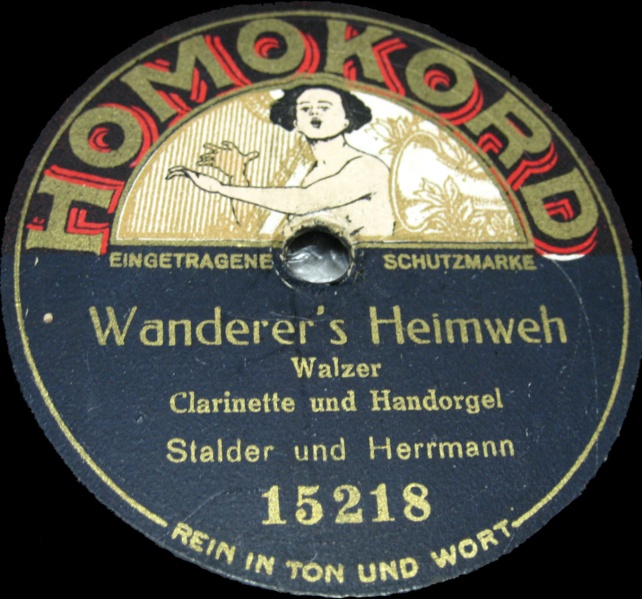 HOMOKORD
EINGETRAGENE SCHUTZMARKE
Wanderer's Heimweh
Walzer
Clarinette und Handorgel
Stalder und Herrmann
15218
REIN IN TON UND WORT